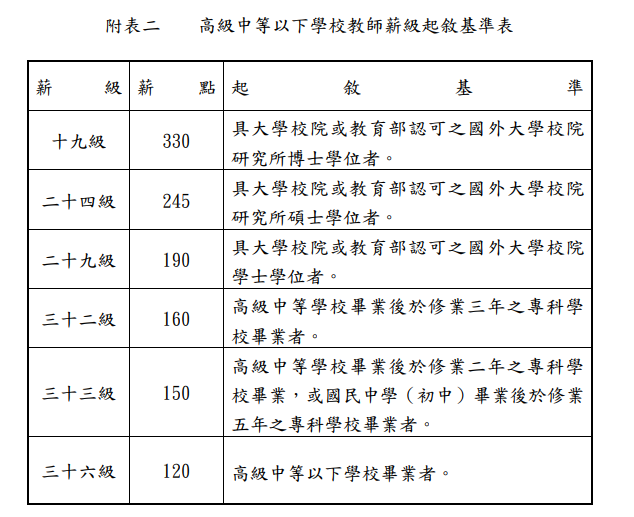 附表二　　高級中等以下學校教師薪級起敘基準表
薪級 薪點 起敘基準
十九級 330 具大學校院或教育部認可之國外大學校院
研究所博士學位者。
二十四級 245 具大學校院或教育部認可之國外大學校院
研究所碩士學位者。
二十九級 190 具大學校院或教育部認可之國外大學校院
學士學位者。
三十二級 160 高級中等學校畢業後於修業三年之專科學
校畢業者。
三十三級 150 高級中等學校畢業後於修業二年之專科學
校畢業，或國民中學（初中）畢業後於修業
五年之專科學校畢業者。
三十六級 120 高級中等以下學校畢業者。